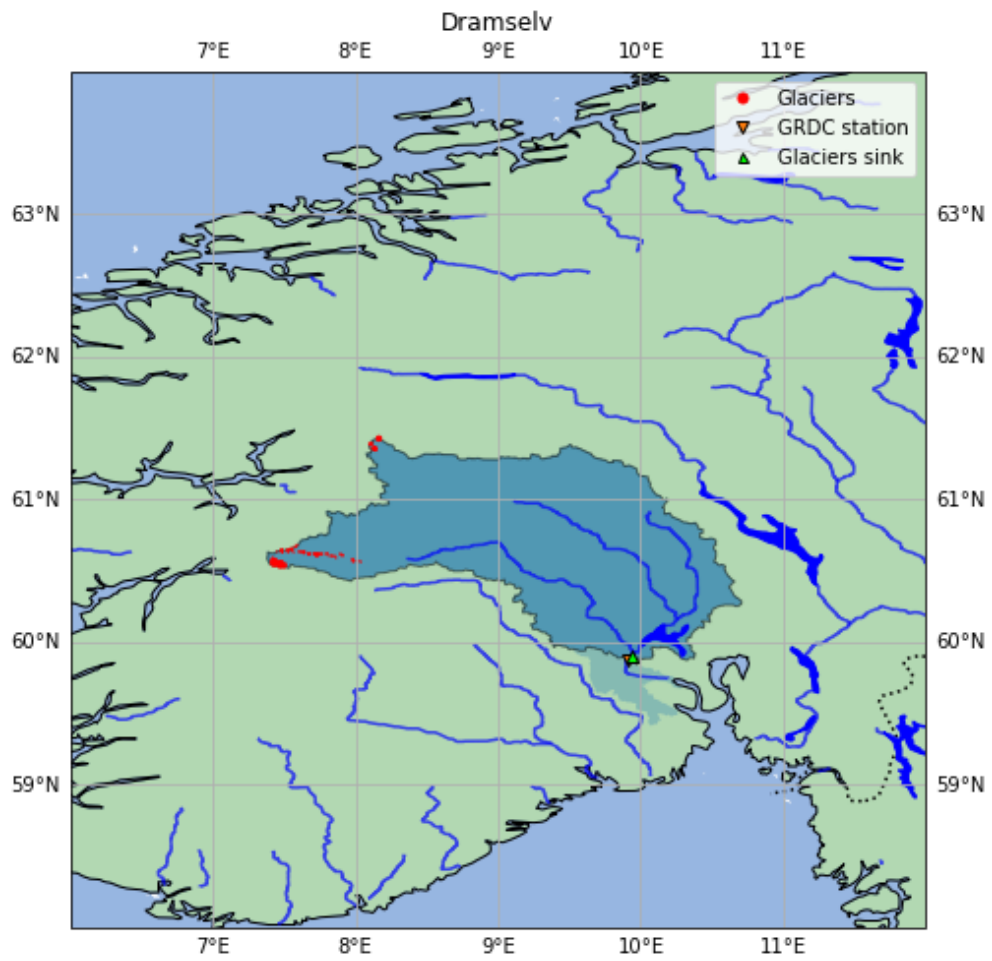 Dramselv
7°E 8°E 9°E 10°E 11°E
Glaciers
GRDC station
Glaciers sink
63°N 63°N
62°N 62°N
61°N 61°N
60°N 60°N
59°N 59°N
7°E 8°E 9°E 10°E 11°E